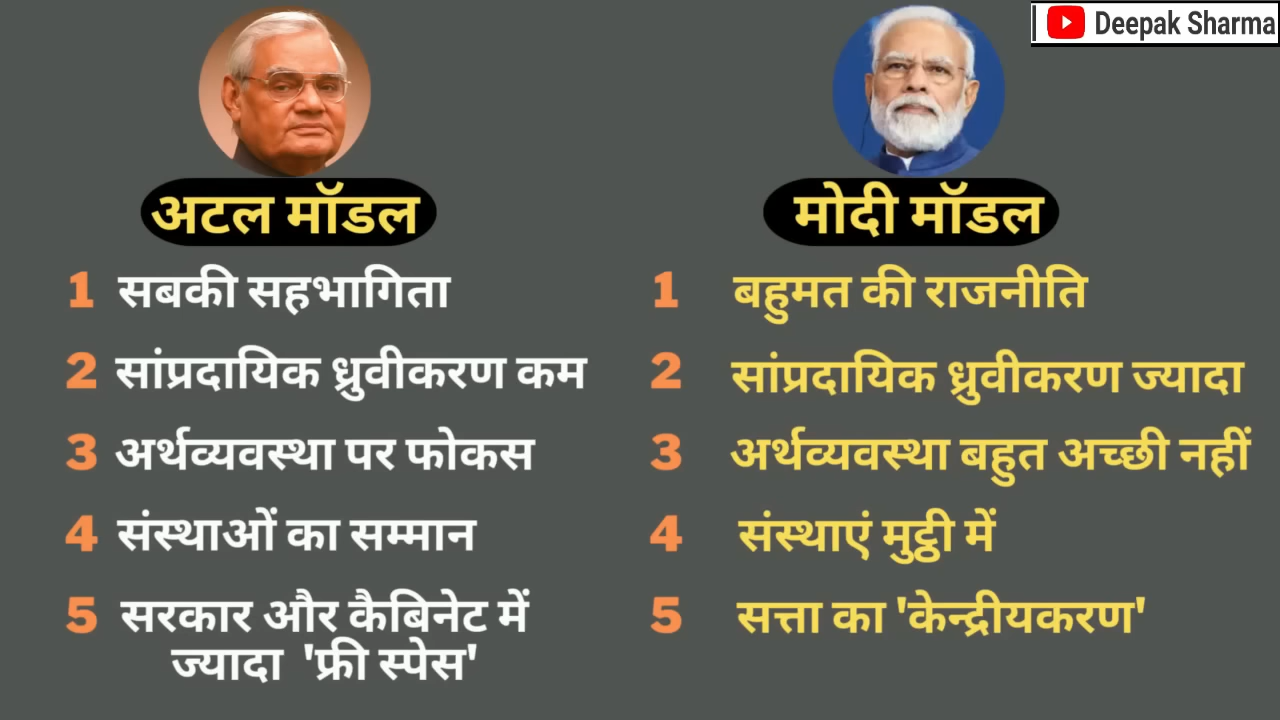 Deepak Sharma
अटल मॉडल
1 सबकी सहभागिता
2 सांप्रदायिक ध्रुवीकरण कम
3 अर्थव्यवस्था पर फोकस
4 संस्थाओं का सम्मान
5 सरकार और कैबिनेट में
ज्यादा 'फ्री स्पेस'
मोदी मॉडल
1 बहुमत की राजनीति
2 सांप्रदायिक ध्रुवीकरण ज्यादा
3 अर्थव्यवस्था बहुत अच्छी नहीं
4 संस्थाएं मुट्ठी में
5 सत्ता का 'केन्द्रीयकरण'